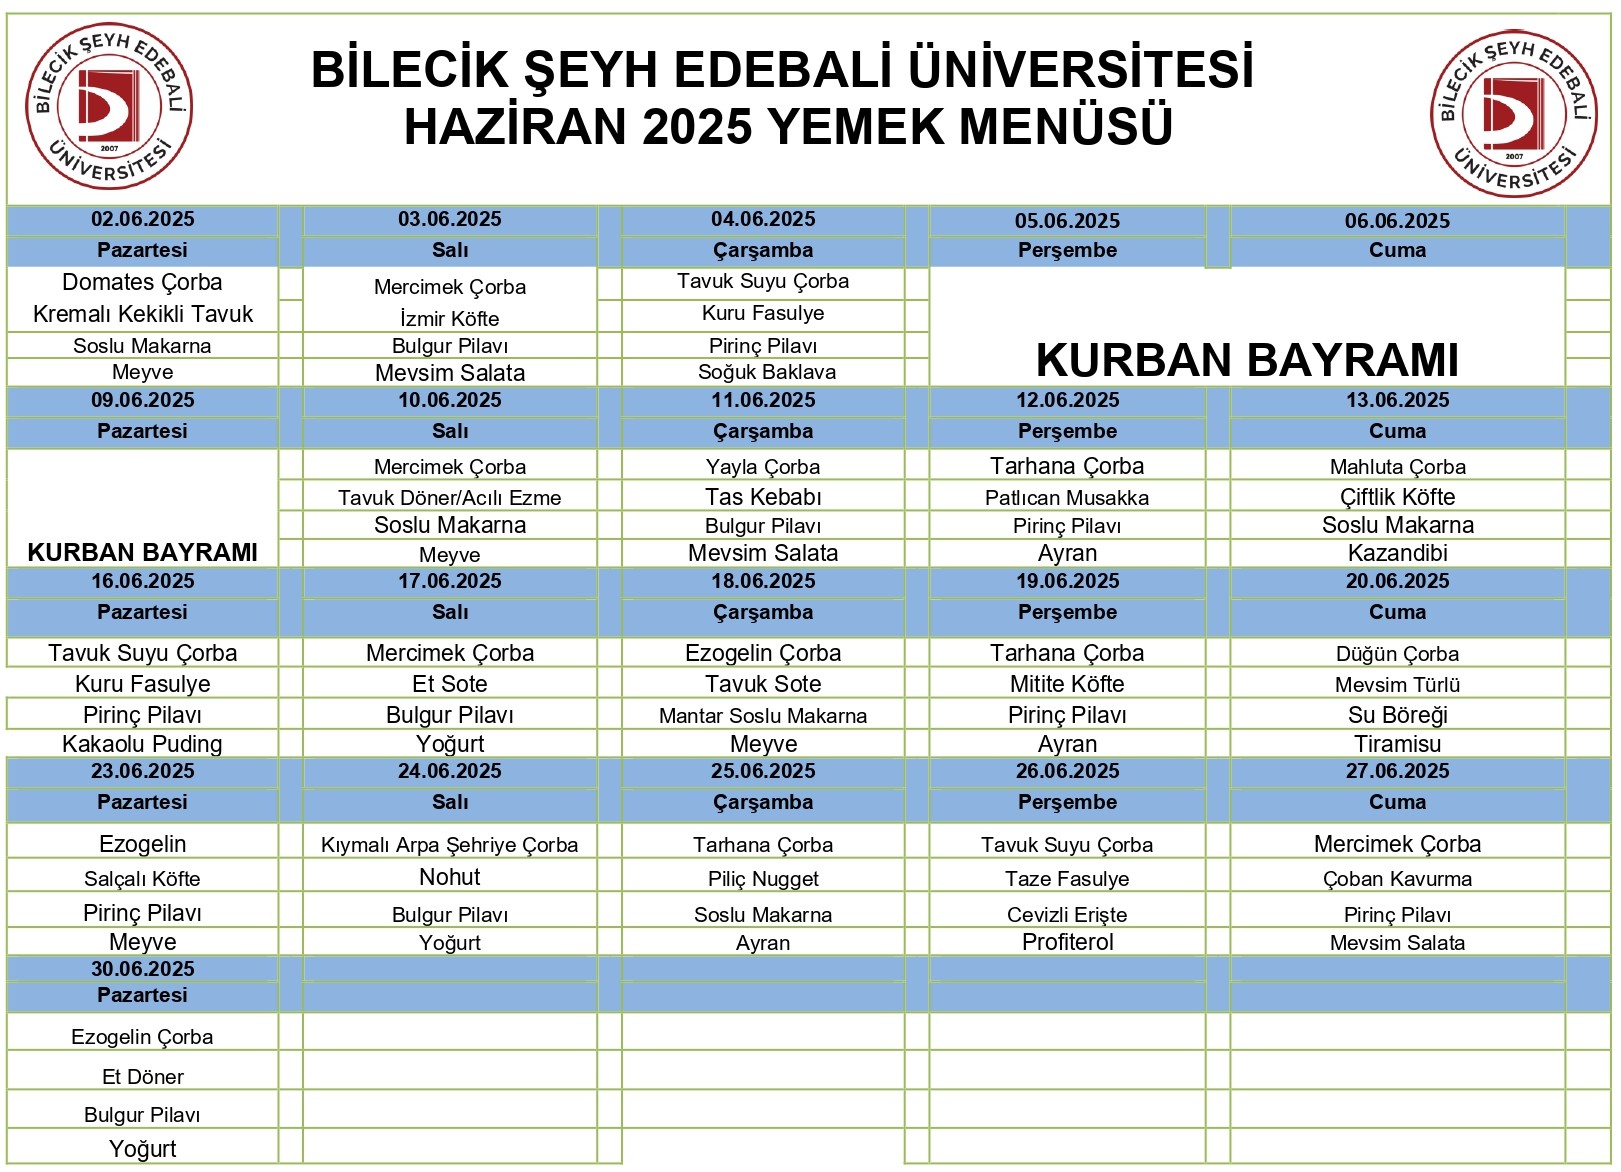 BİLECİK ŞEYH EDEBALİ ÜNİVERSİTESİ
HAZİRAN 2025 YEMEK MENÜSÜ
BİLECİK ŞEYH EDEBALİ ÜNİVERSİTESİ
2007
BİLECİK ŞEYH EDEBALİ ÜNİVERSİTESİ
2007
02.06.2025 03.06.2025 04.06.2025 05.06.2025 06.06.2025
Pazartesi Salı Çarşamba Perşembe Cuma
Domates Çorba Mercimek Çorba Tavuk Suyu Çorba
Kremalı Kekikli Tavuk İzmir Köfte Kuru Fasulye
Soslu Makarna Bulgur Pilavı Pirinç Pilavı
Meyve Mevsim Salata Soğuk Baklava
KURBAN BAYRAMI
09.06.2025 10.06.2025 11.06.2025 12.06.2025 13.06.2025
Pazartesi Salı Çarşamba Perşembe Cuma
Mercimek Çorba Yayla Çorba Tarhana Çorba Mahluta Çorba
Tavuk Döner/Acılı Ezme Tas Kebabı Patlıcan Musakka Çiftlik Köfte
Soslu Makarna Bulgur Pilavı Pirinç Pilavı Soslu Makarna
KURBAN BAYRAMI Meyve Mevsim Salata Ayran Kazandibi
16.06.2025 17.06.2025 18.06.2025 19.06.2025 20.06.2025
Pazartesi Salı Çarşamba Perşembe Cuma
Tavuk Suyu Çorba Mercimek Çorba Ezogelin Çorba Tarhana Çorba Düğün Çorba
Kuru Fasulye Et Sote Tavuk Sote Mitite Köfte Mevsim Türlü
Pirinç Pilavı Bulgur Pilavı Mantar Soslu Makarna Pirinç Pilavı Su Böreği
Kakaolu Puding Yoğurt Meyve Ayran Tiramisu
23.06.2025 24.06.2025 25.06.2025 26.06.2025 27.06.2025
Pazartesi Salı Çarşamba Perşembe Cuma
Ezogelin Kıymalı Arpa Şehriye Çorba Tarhana Çorba Tavuk Suyu Çorba Mercimek Çorba
Salçalı Köfte Nohut Piliç Nugget Taze Fasulye Çoban Kavurma
Pirinç Pilavı Bulgur Pilavı Soslu Makarna Cevizli Erişte Pirinç Pilavı
Meyve Yoğurt Ayran Profiterol Mevsim Salata
30.06.2025
Pazartesi
Ezogelin Çorba
Et Döner
Bulgur Pilavı
Yoğurt